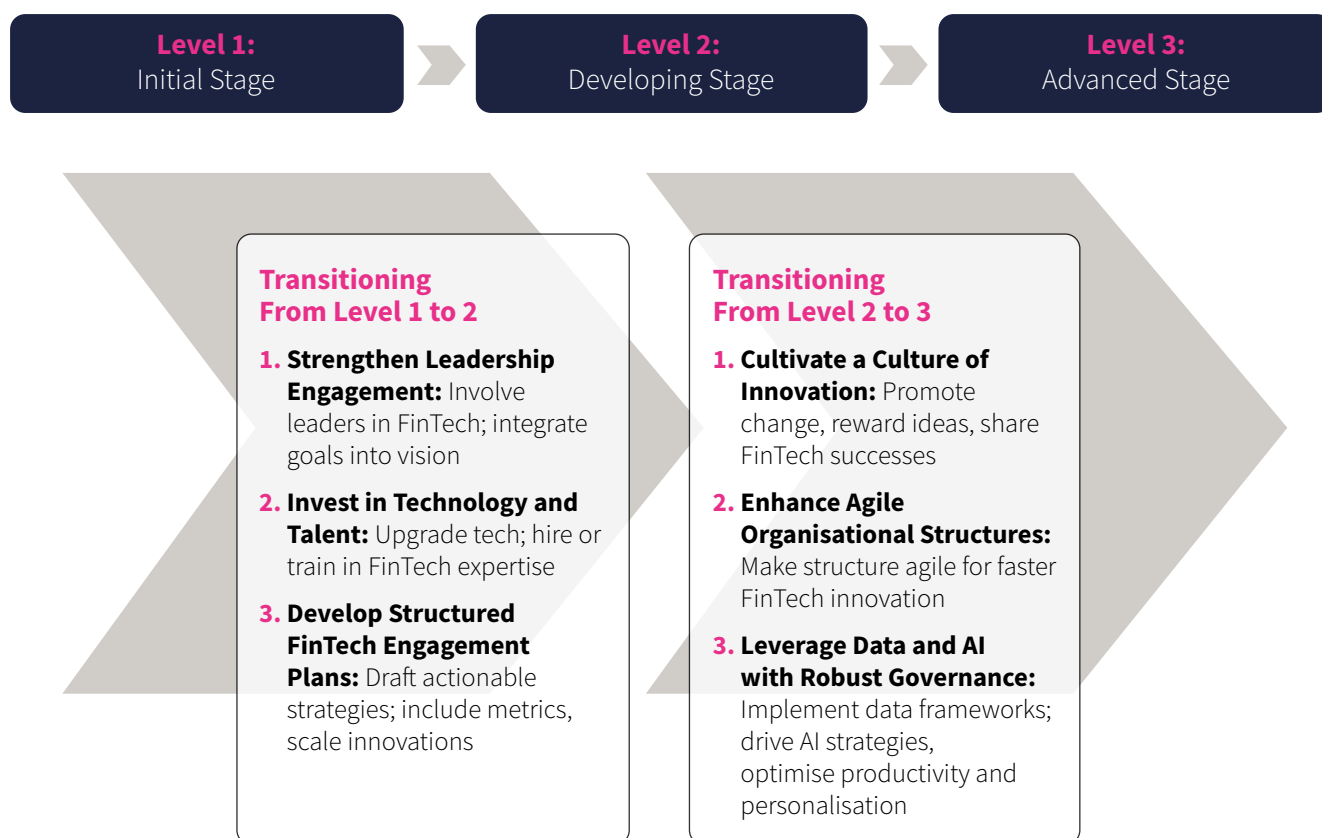 Level 1:
Initial Stage
Level 2:
Developing Stage
Level 3:
Advanced Stage
Transitioning
From Level 1 to 2
1. Strengthen Leadership
Engagement: Involve
leaders in FinTech; integrate
goals into vision
2. Invest in Technology and
Talent: Upgrade tech; hire or
train in FinTech expertise
3. Develop Structured
FinTech Engagement
Plans: Draft actionable
strategies; include metrics,
scale innovations
Transitioning
From Level 2 to 3
1. Cultivate a Culture of
Innovation: Promote
change, reward ideas, share
FinTech successes
2. Enhance Agile
Organisational Structures:
Make structure agile for faster
FinTech innovation
3. Leverage Data and AI
with Robust Governance:
Implement data frameworks;
drive AI strategies,
optimise productivity and
personalisation